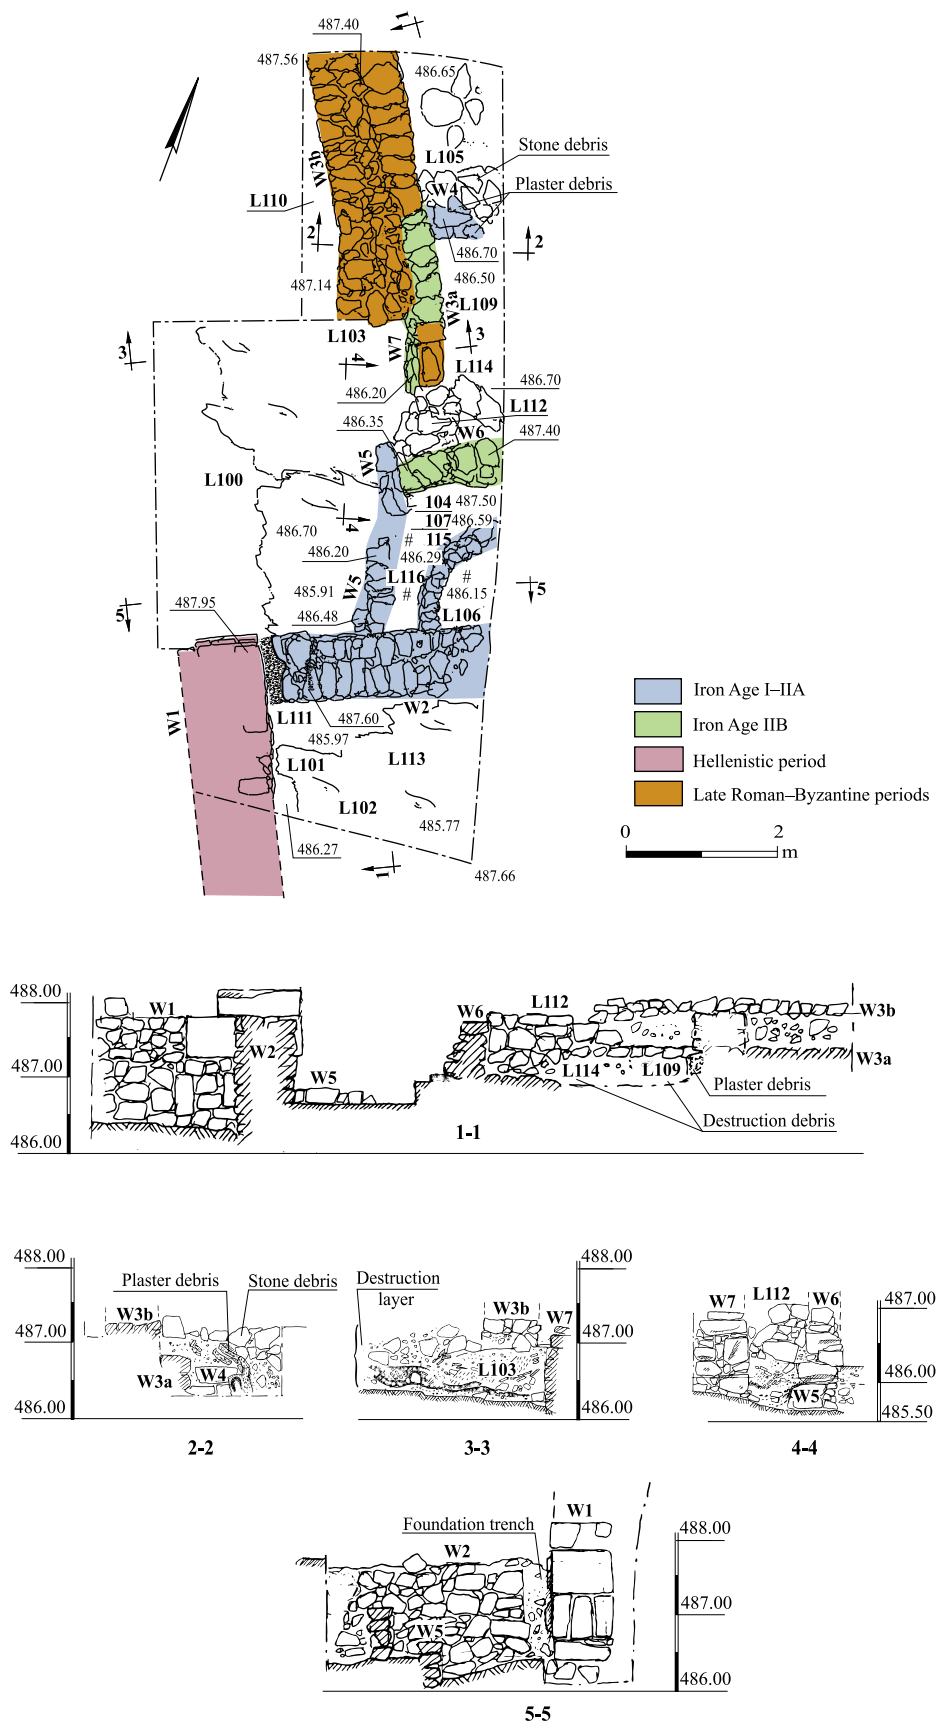 1
487.40
487.56
486.65
L105
Stone debris
W3b
W4
Plaster debris
L110
2
2
486.70
487.14
486.50
W3a
L109
L103
3
3
W7
4
L114
486.20
486.70
L112
486.35
W6
487.40
W5
L100
104
487.50
4
107
486.59
486.70
#
115
486.20
486.29
L116
#
485.91
W5
#
486.15
5
5
487.95
486.48
L106
W1
L111
487.60
W2
485.97
L101
L113
L102
485.77
486.27
1
487.66
Iron Age I–IIA
Iron Age IIB
Hellenistic period
Late Roman–Byzantine periods
0 2
m
488.00
487.00
486.00
W1
W2
W5
W6
L112
W3b
W3a
L114
L109
Plaster debris
Destruction debris
1-1
488.00
487.00
486.00
Plaster debris
Stone debris
W3b
W3a
W4
2-2
Destruction
layer
W3b
W7
L103
488.00
487.00
486.00
3-3
W7
L112
W6
W5
487.00
486.00
485.50
4-4
W1
Foundation trench
W2
W5
488.00
487.00
486.00
5-5